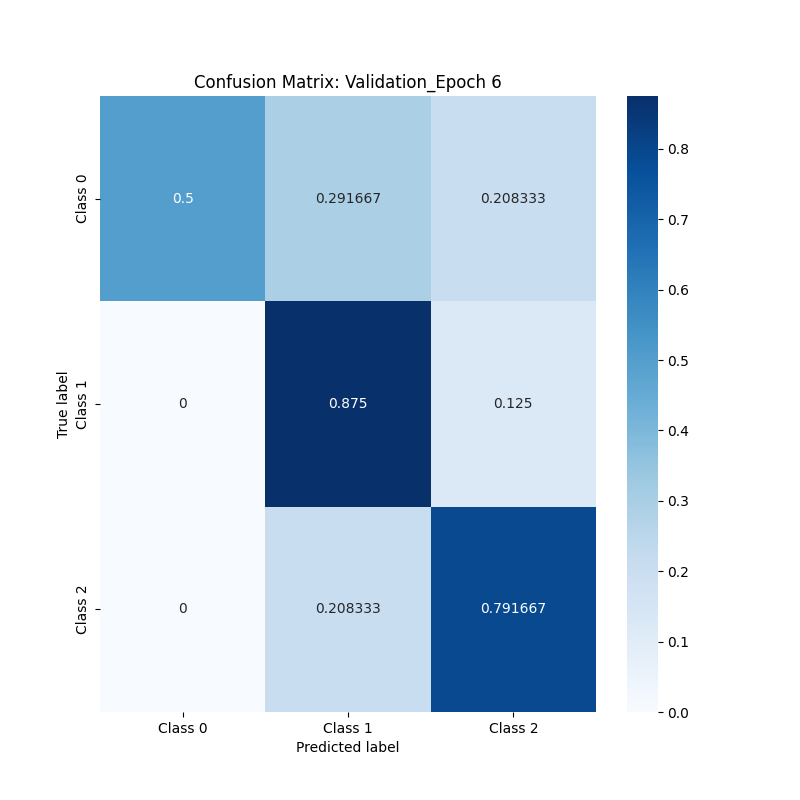 Confusion Matrix: Validation_Epoch 6
Class 0
0.5
0.291667
0.208333
Class 1
0
0.875
0.125
Class 2
0
0.208333
0.791667
True label
Class 0
Class 1
Class 2
Predicted label
0.8
0.7
0.6
0.5
0.4
0.3
0.2
0.1
0.0